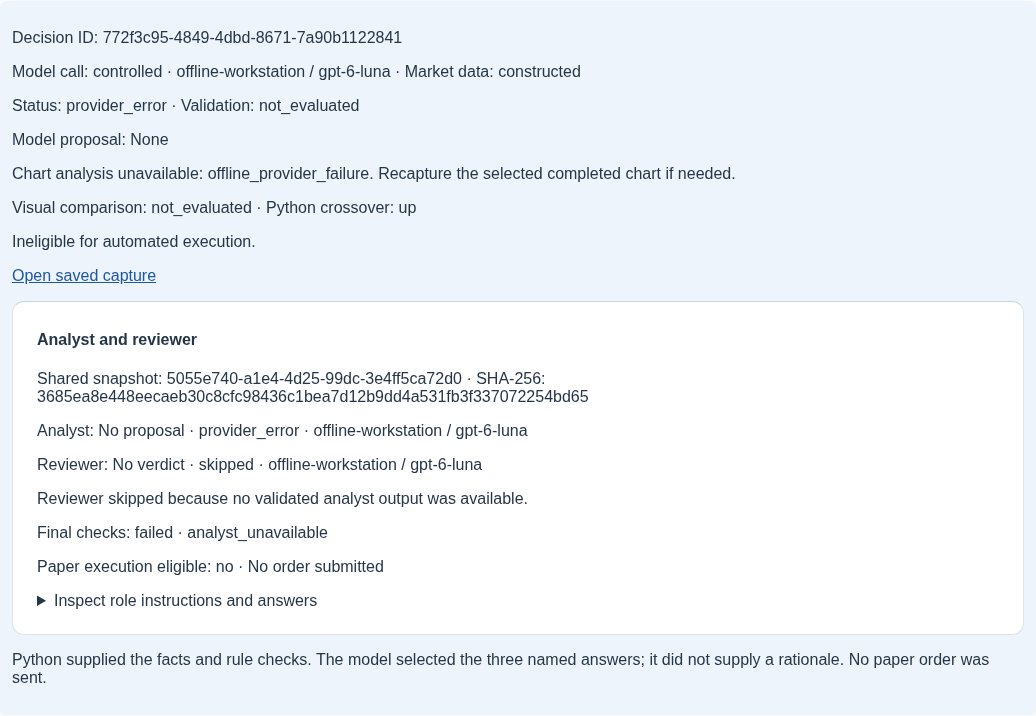 Decision ID: 772f3c95-4849-4dbd-8671-7a90b1122841
Model call: controlled · offline-workstation / gpt-6-luna · Market data: constructed
Status: provider_error · Validation: not_evaluated
Model proposal: None
Chart analysis unavailable: offline_provider_failure. Recapture the selected completed chart if needed.
Visual comparison: not_evaluated · Python crossover: up
Ineligible for automated execution.
Open saved capture
Analyst and reviewer
Shared snapshot: 5055e740-a1e4-4d25-99dc-3e4ff5ca72d0 · SHA-256:
3685ea8e448eecaeb30c8cfc98436c1bea7d12b9dd4a531fb3f337072254bd65
Analyst: No proposal · provider_error · offline-workstation / gpt-6-luna
Reviewer: No verdict · skipped · offline-workstation / gpt-6-luna
Reviewer skipped because no validated analyst output was available.
Final checks: failed · analyst_unavailable
Paper execution eligible: no · No order submitted
▶ Inspect role instructions and answers
Python supplied the facts and rule checks. The model selected the three named answers; it did not supply a rationale. No paper order was
sent.